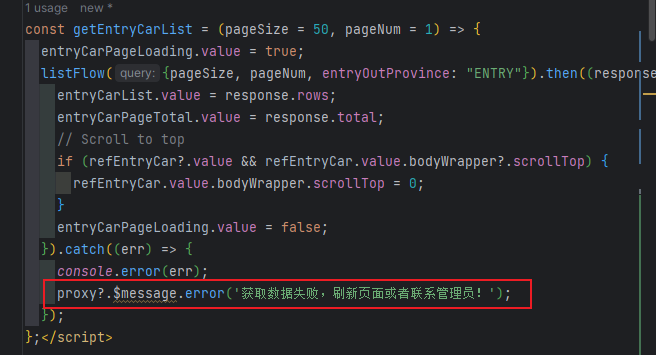 1 usage new *
const getEntryCarList = (pageSize = 50, pageNum = 1) => {
entryCarPageLoading.value = true;
listFlow( query: {pageSize, pageNum, entryOutProvince: "ENTRY"}).then((respons
entryCarList.value = response.rows;
entryCarPageTotal.value = response.total;
// Scroll to top
if (refEntryCar?.value && refEntryCar.value.bodyWrapper?.scrollTop) {
refEntryCar.value.bodyWrapper.scrollTop = 0;
}
entryCarPageLoading.value = false;
}).catch((err) => {
console.error(err);
proxy?.$message.error('获取数据失败，刷新页面或者联系管理员！');
});
};</script>